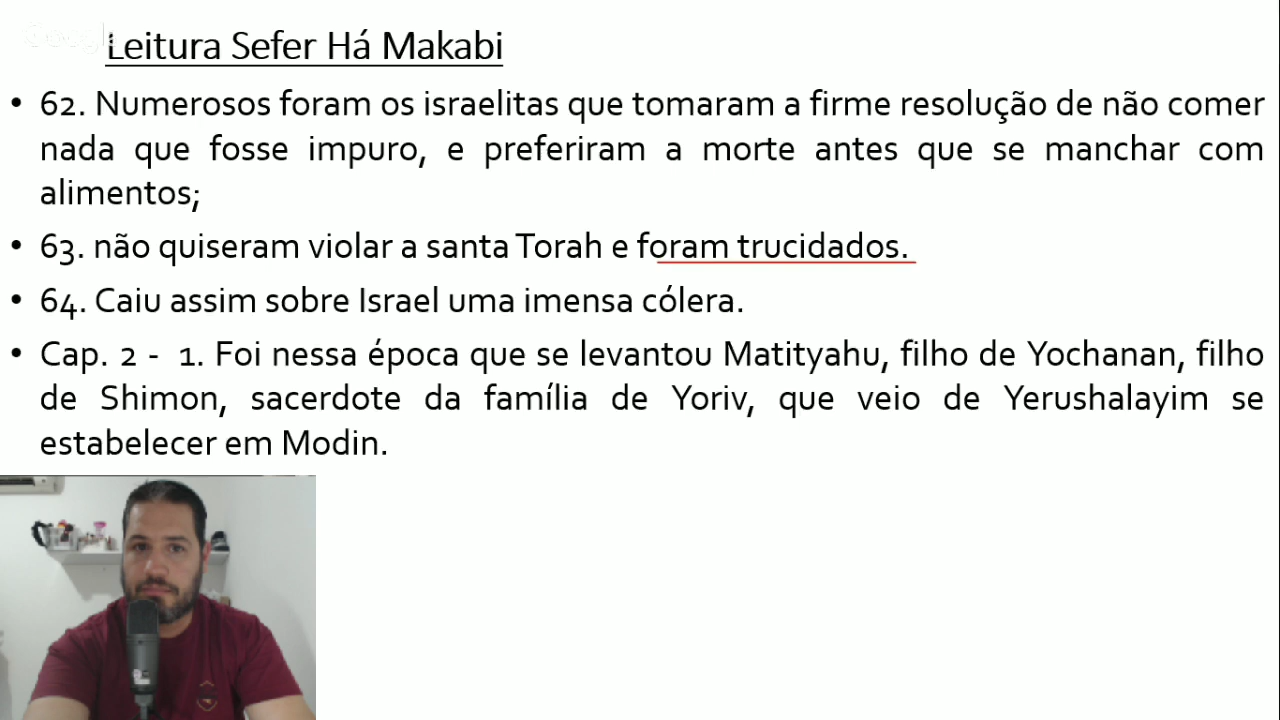 Google
Leitura Sefer Há Makabi
• 62. Numerosos foram os israelitas que tomaram a firme resolução de não comer
nada que fosse impuro, e preferiram a morte antes que se manchar com
alimentos;
• 63. não quiseram violar a santa Torah e foram trucidados.
• 64. Caiu assim sobre Israel uma imensa cólera.
• Cap. 2 - 1. Foi nessa época que se levantou Matityahu, filho de Yochanan, filho
de Shimon, sacerdote da família de Yoriv, que veio de Yerushalayim se
estabelecer em Modin.